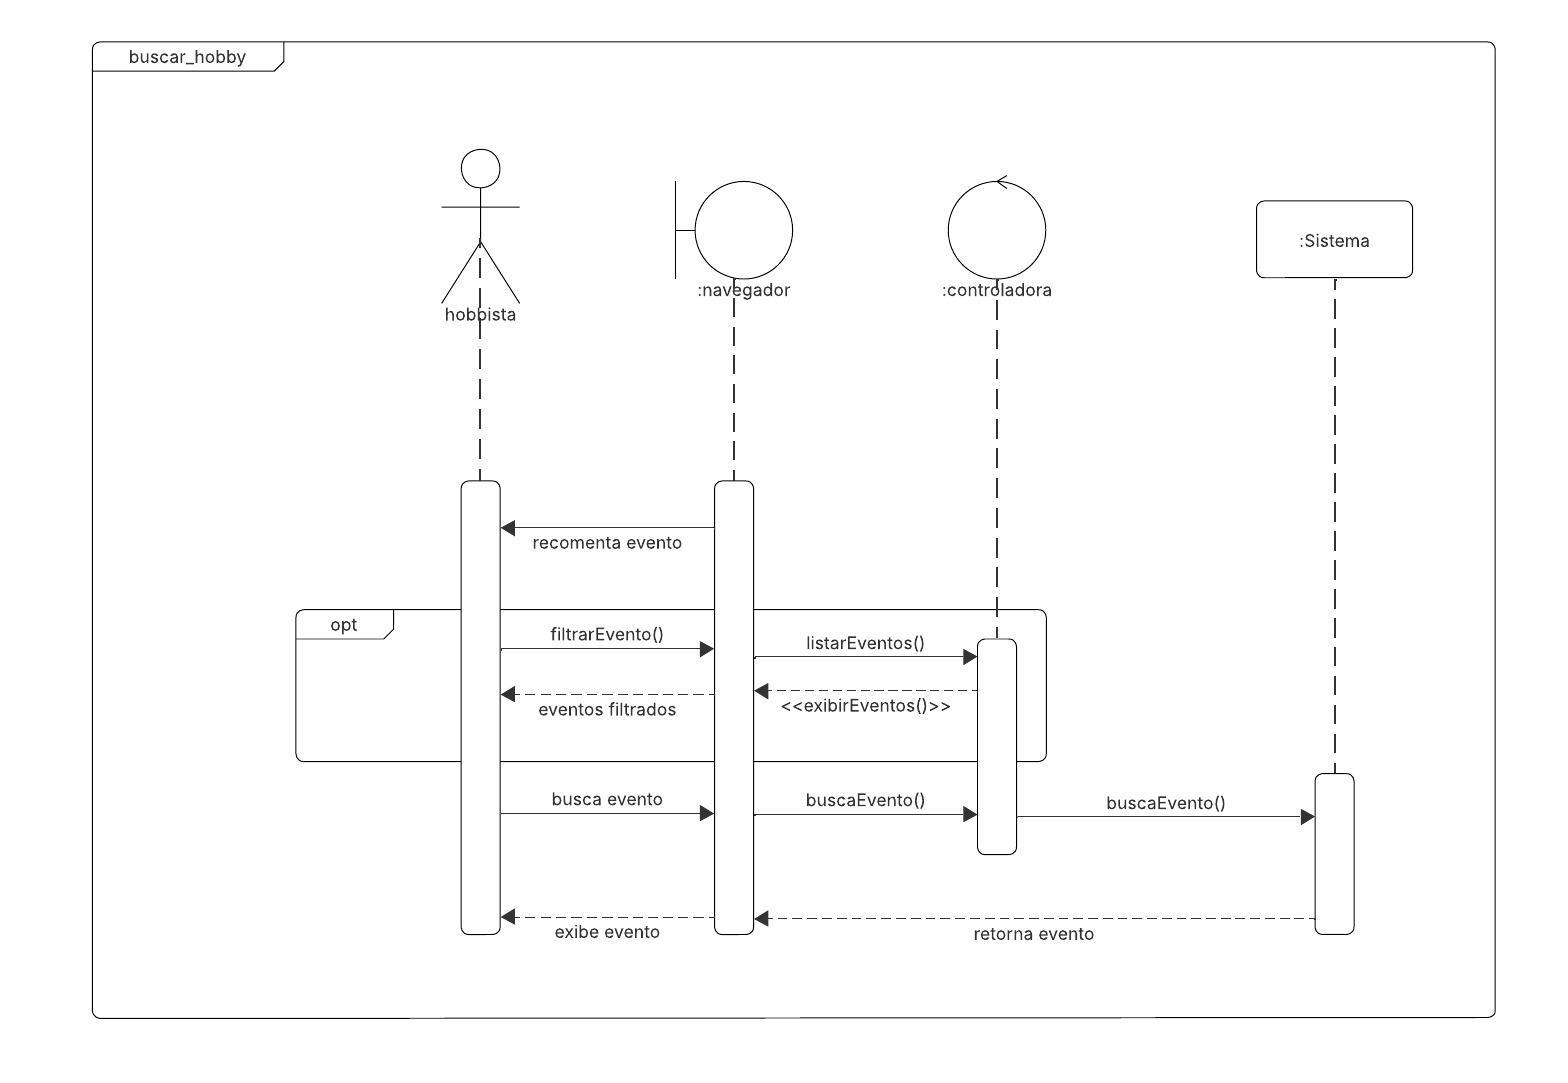 buscar_hobby
hobbista
:navegador
:controladora
:Sistema
recomenta evento
opt
filtrarEvento()
listarEventos()
eventos filtrados
<<exibirEventos()>>
busca evento
buscaEvento()
buscaEvento()
exibe evento
retorna evento